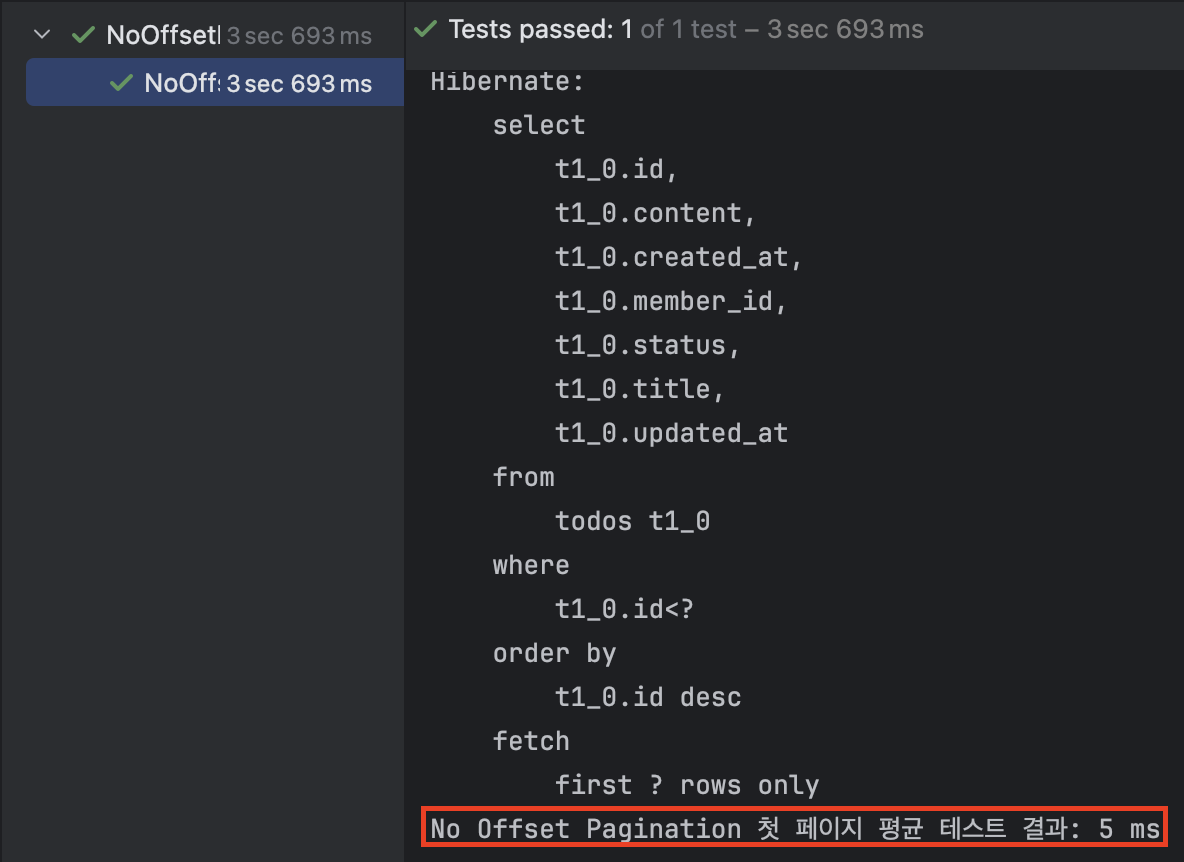 NoOffset 3 sec 693 ms
NoOff 3 sec 693 ms
Tests passed: 1 of 1 test – 3 sec 693 ms
Hibernate:
select
t1_0.id,
t1_0.content,
t1_0.created_at,
t1_0.member_id,
t1_0.status,
t1_0.title,
t1_0.updated_at
from
todos t1_0
where
t1_0.id<?
order by
t1_0.id desc
fetch
first ? rows only
No Offset Pagination 첫 페이지 평균 테스트 결과: 5 ms